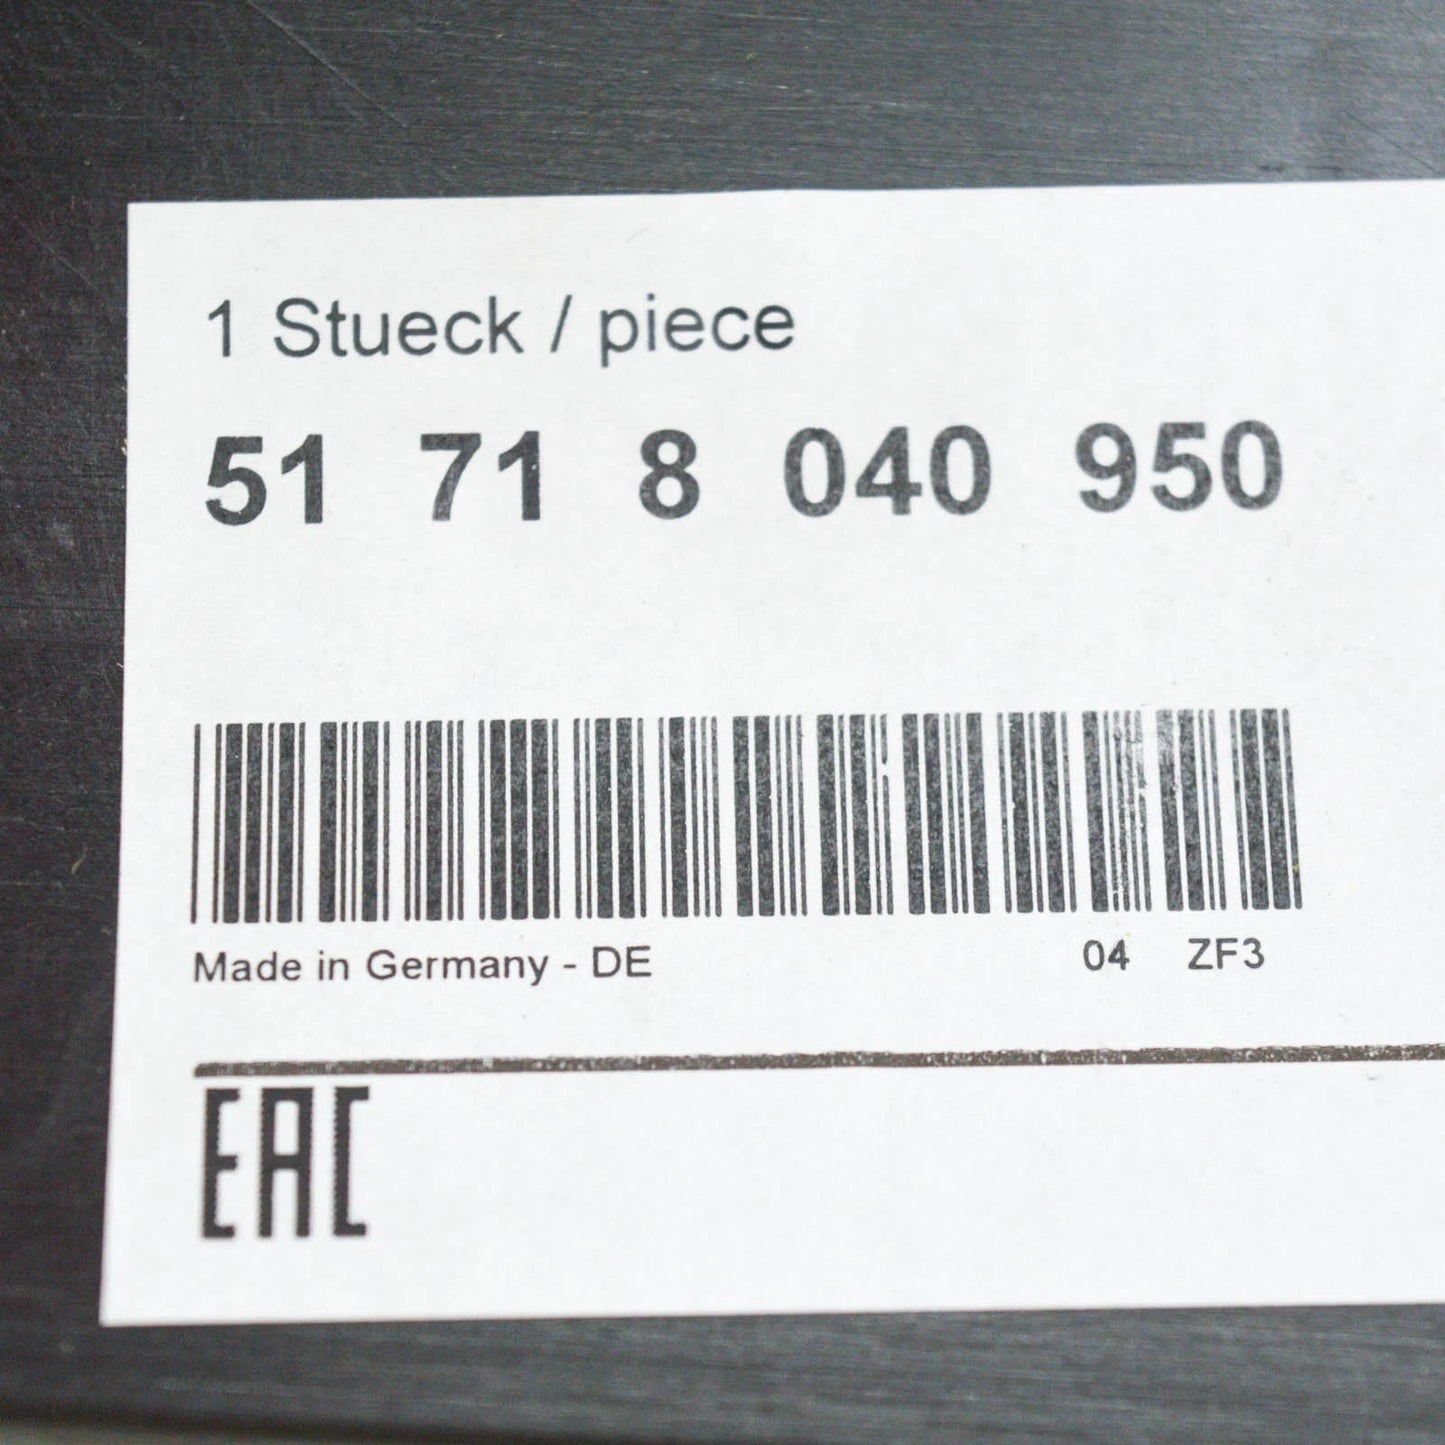 1 Stueck / piece
51 71 8 040 950
Made in Germany - DE 04 ZF3
EAC